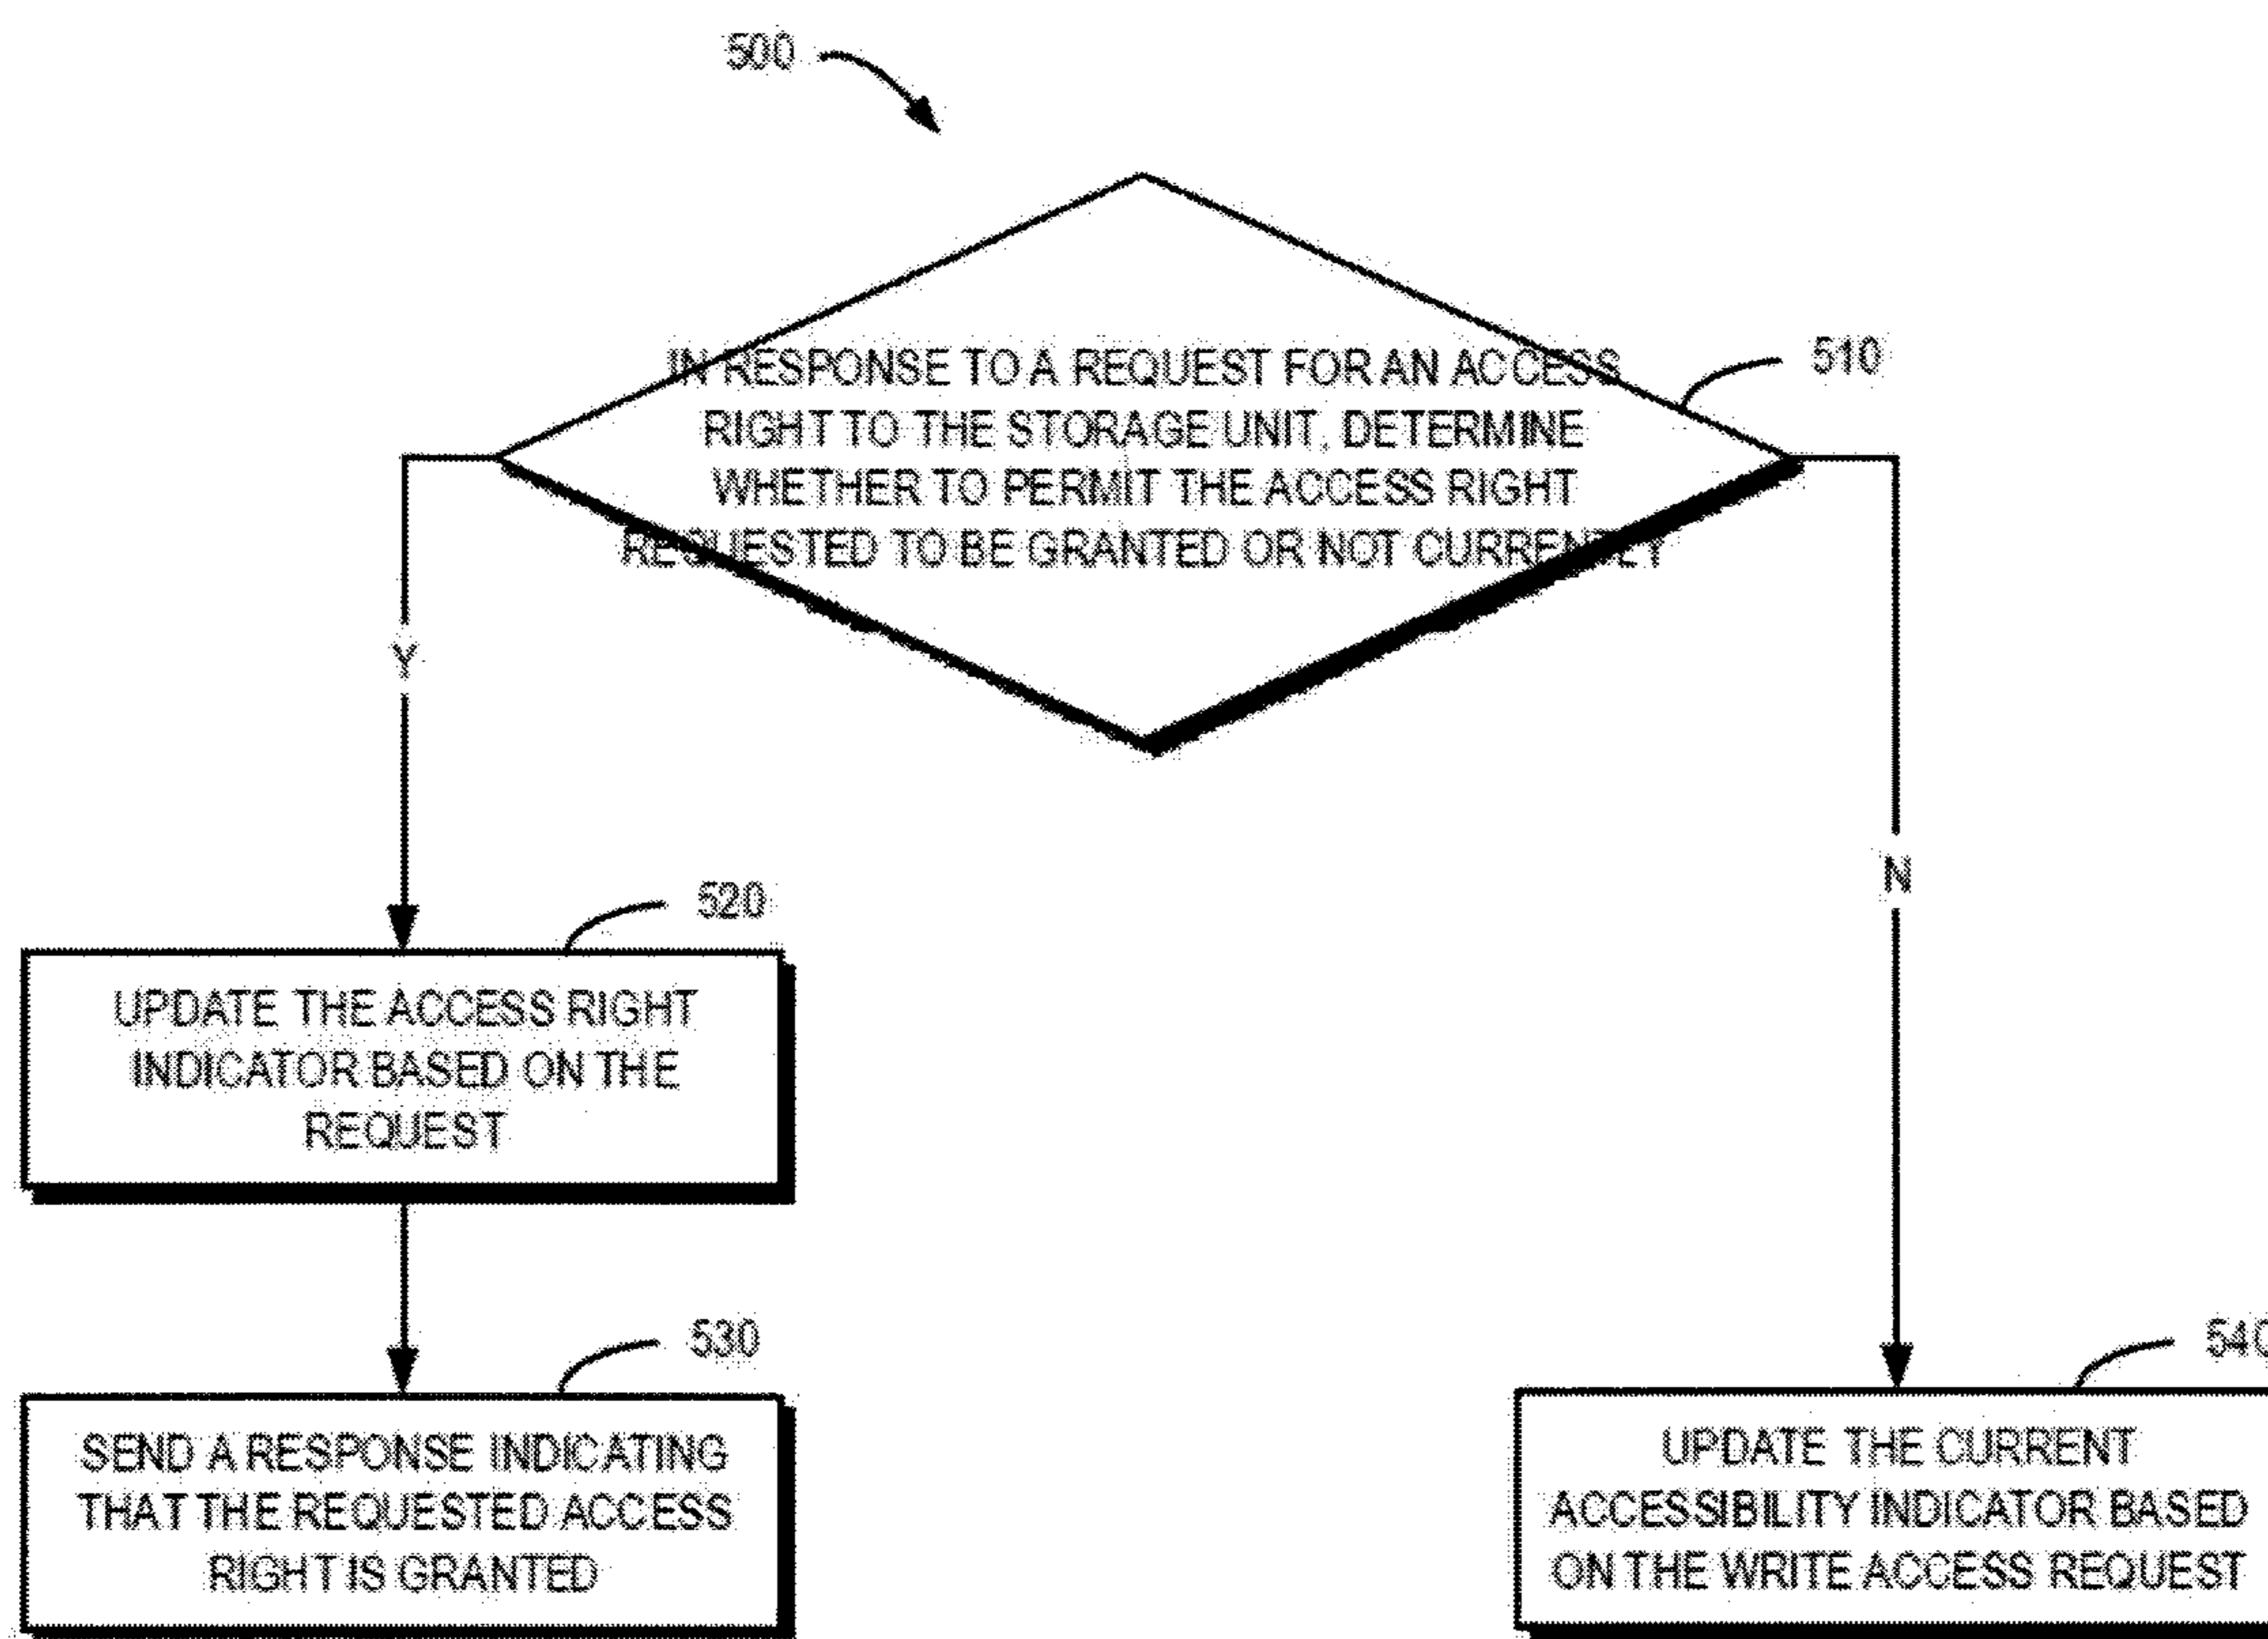 500
IN RESPONSE TO A REQUEST FOR AN ACCESS
RIGHT TO THE STORAGE UNIT, DETERMINE
WHETHER TO PERMIT THE ACCESS RIGHT
REQUESTED TO BE GRANTED OR NOT CURRENTLY
510
Y
N
520
UPDATE THE ACCESS RIGHT
INDICATOR BASED ON THE
REQUEST
530
SEND A RESPONSE INDICATING
THAT THE REQUESTED ACCESS
RIGHT IS GRANTED
540
UPDATE THE CURRENT
ACCESSIBILITY INDICATOR BASED
ON THE WRITE ACCESS REQUEST